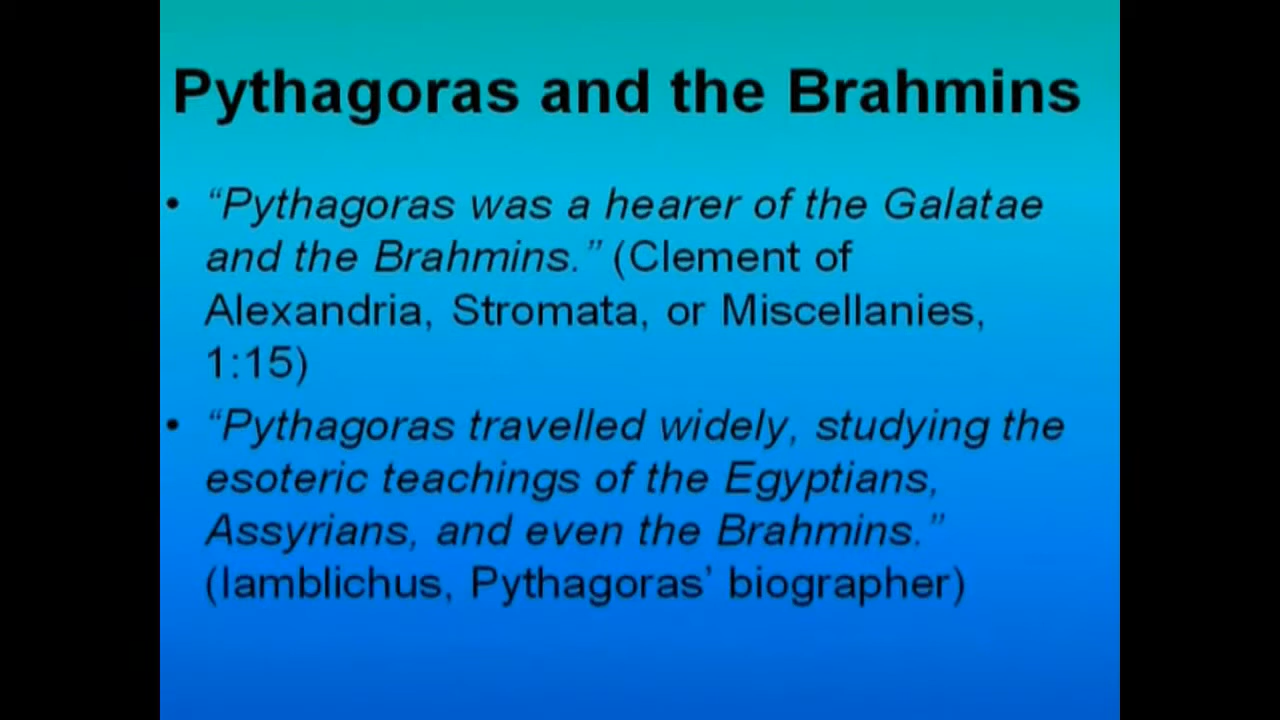 Pythagoras and the Brahmins
• “Pythagoras was a hearer of the Galatae
and the Brahmins.” (Clement of
Alexandria, Stromata, or Miscellanies,
1:15)
• “Pythagoras travelled widely, studying the
esoteric teachings of the Egyptians,
Assyrians, and even the Brahmins.”
(Iamblichus, Pythagoras’ biographer)